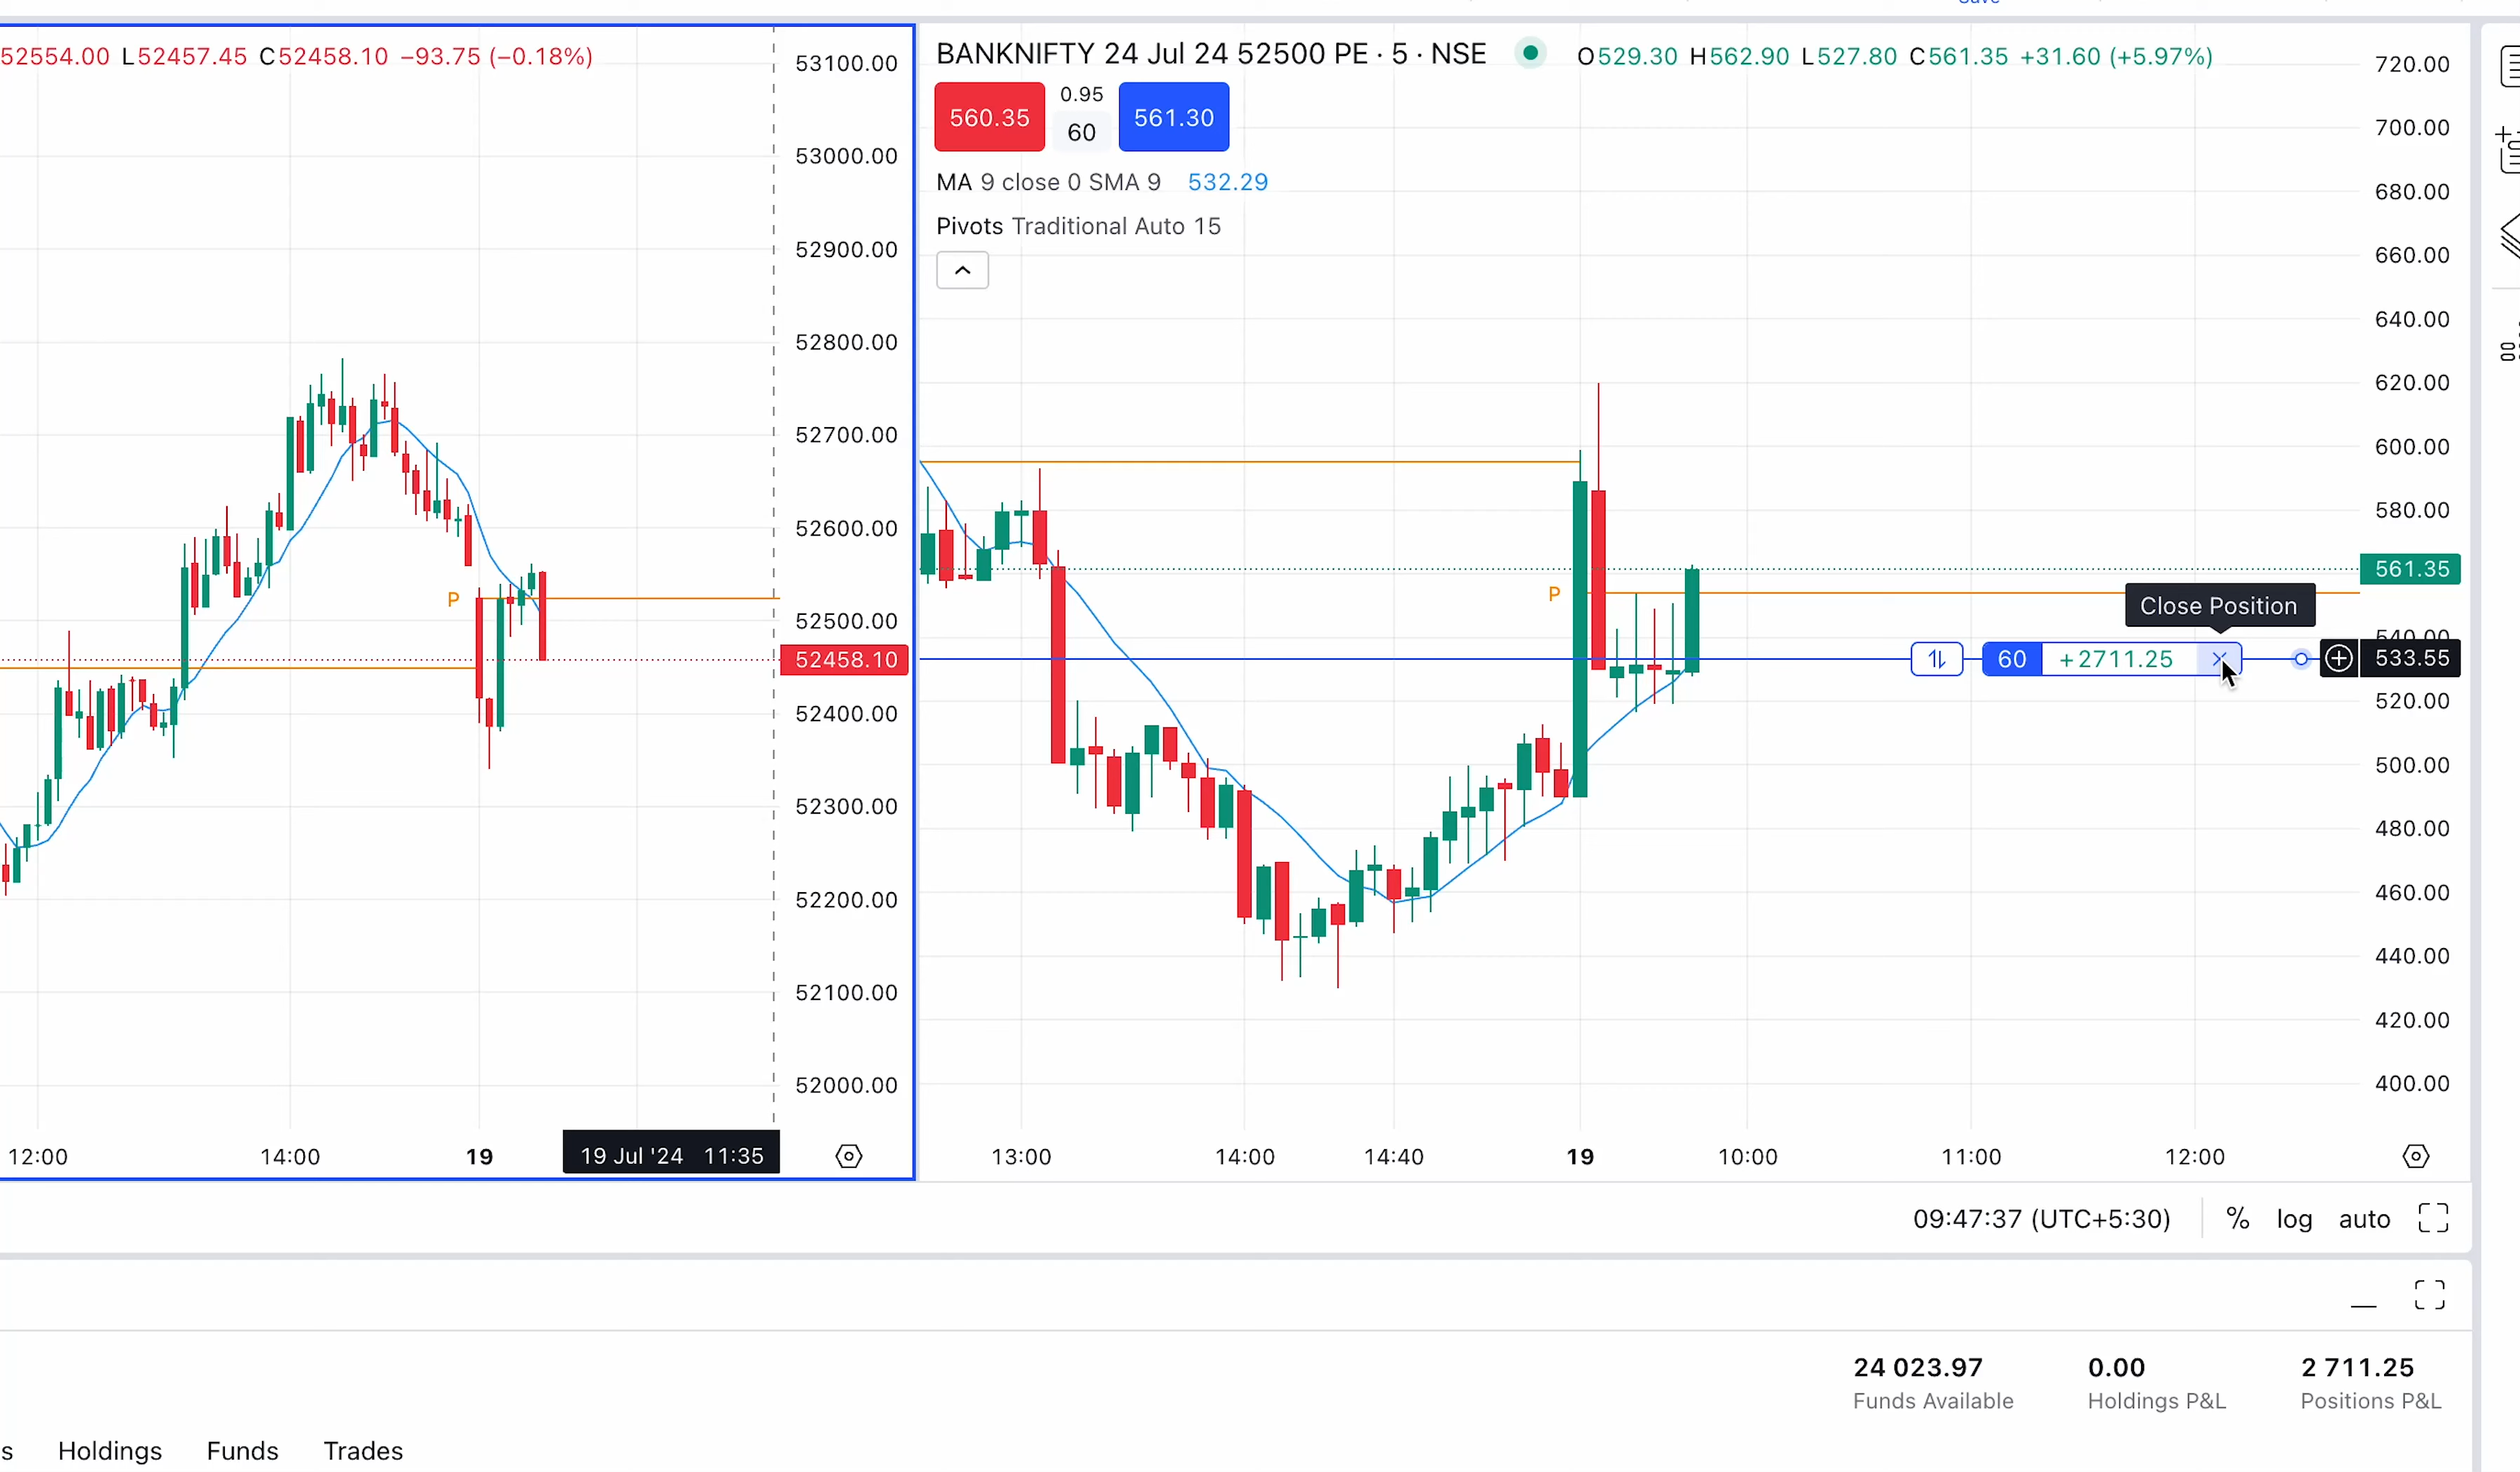 Save
52554.00 L52457.45 C52458.10 −93.75 (−0.18%)
53100.00
53000.00
52900.00
52800.00
52700.00
52600.00
52500.00
52458.10
52400.00
52300.00
52200.00
52100.00
52000.00
P
12:00 14:00 19 19 Jul '24 11:35
BANKNIFTY 24 Jul 24 52500 PE · 5 · NSE O529.30 H562.90 L527.80 C561.35 +31.60 (+5.97%)
560.35 0.95 60 561.30
MA 9 close 0 SMA 9 532.29
Pivots Traditional Auto 15
720.00
700.00
680.00
660.00
640.00
620.00
600.00
580.00
561.35
P
Close Position
540.00
60 +2711.25 533.55
520.00
500.00
480.00
460.00
440.00
420.00
400.00
13:00 14:00 14:40 19 10:00 11:00 12:00
09:47:37 (UTC+5:30) % log auto
24 023.97 0.00 2 711.25
Funds Available Holdings P&L Positions P&L
s Holdings Funds Trades